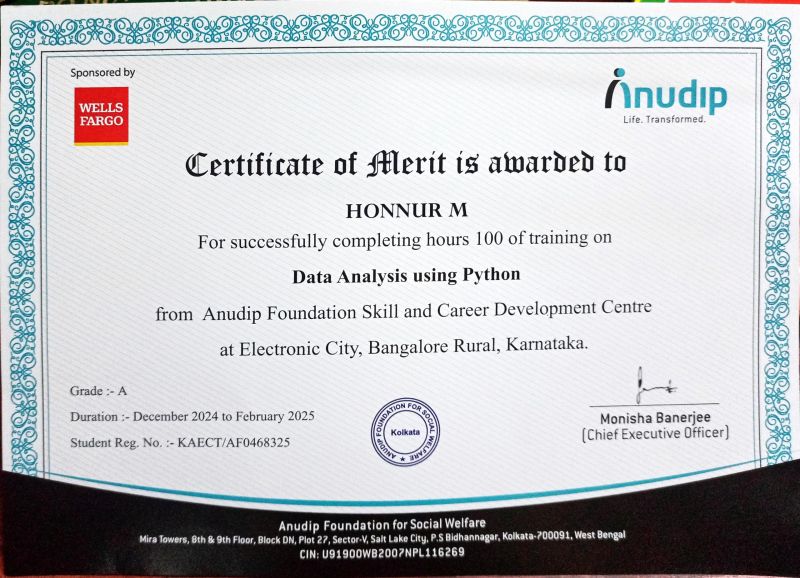 Sponsored by
WELLS
FARGO
Anudip
Life. Transformed.
Certificate of Merit is awarded to
HONNUR M
For successfully completing hours 100 of training on
Data Analysis using Python
from Anudip Foundation Skill and Career Development Centre
at Electronic City, Bangalore Rural, Karnataka.
Grade :- A
Duration :- December 2024 to February 2025
Student Reg. No. :- KAECT/AF0468325
ANUDIP FOUNDATION FOR SOCIAL WELFARE
Kolkata
Monisha Banerjee
(Chief Executive Officer)
Anudip Foundation for Social Welfare
Mira Towers, 8th & 9th Floor, Block DN, Plot 27, Sector-V, Salt Lake City, P.S Bidhannagar, Kolkata-700091, West Bengal
CIN: U91900WB2007NPL116269